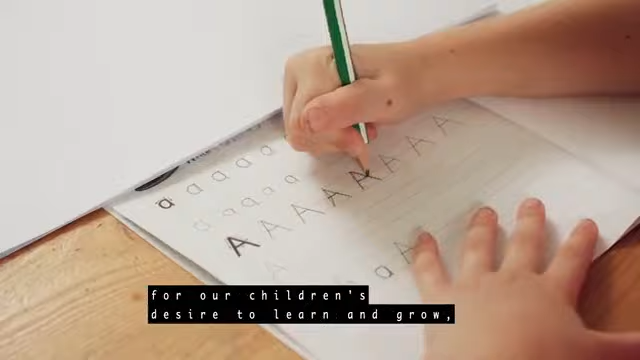 a a a a a
a a a a a
A A A A A A A A
A
a A
for our children's
desire to learn and grow,